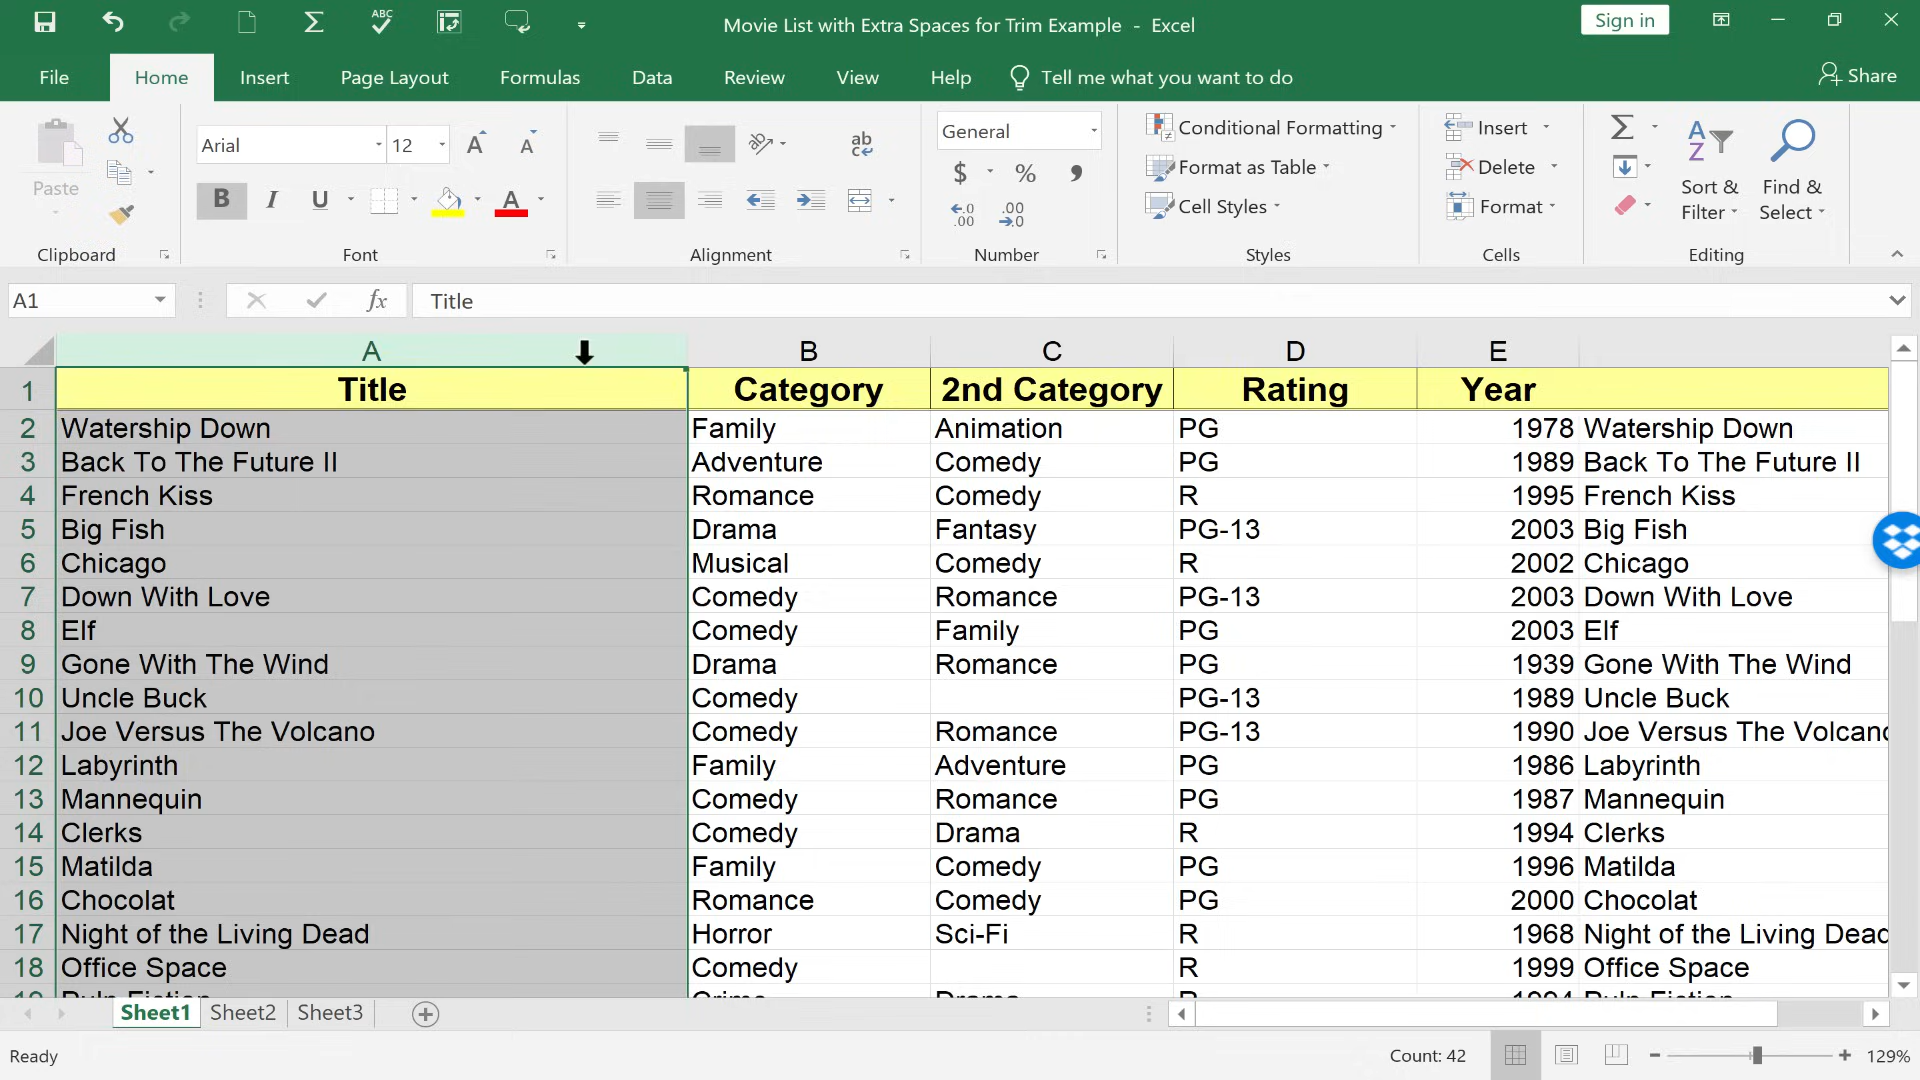 ABC
Movie List with Extra Spaces for Trim Example - Excel
Sign in
File Home Insert Page Layout Formulas Data Review View Help Tell me what you want to do
Share
Paste
Arial 12
B I U A
ab
General
$ % ,
Conditional Formatting
Format as Table
Cell Styles
Insert
Delete
Format
Sort & Filter
Find & Select
Clipboard Font Alignment Number Styles Cells Editing
A1 fx Title
A B C D E
1 Title Category 2nd Category Rating Year
2 Watership Down Family Animation PG 1978 Watership Down
3 Back To The Future II Adventure Comedy PG 1989 Back To The Future II
4 French Kiss Romance Comedy R 1995 French Kiss
5 Big Fish Drama Fantasy PG-13 2003 Big Fish
6 Chicago Musical Comedy R 2002 Chicago
7 Down With Love Comedy Romance PG-13 2003 Down With Love
8 Elf Comedy Family PG 2003 Elf
9 Gone With The Wind Drama Romance PG 1939 Gone With The Wind
10 Uncle Buck Comedy PG-13 1989 Uncle Buck
11 Joe Versus The Volcano Comedy Romance PG-13 1990 Joe Versus The Volcano
12 Labyrinth Family Adventure PG 1986 Labyrinth
13 Mannequin Comedy Romance PG 1987 Mannequin
14 Clerks Comedy Drama R 1994 Clerks
15 Matilda Family Comedy PG 1996 Matilda
16 Chocolat Romance Comedy PG 2000 Chocolat
17 Night of the Living Dead Horror Sci-Fi R 1968 Night of the Living Dead
18 Office Space Comedy R 1999 Office Space
Sheet1 Sheet2 Sheet3
Ready Count: 42 129%